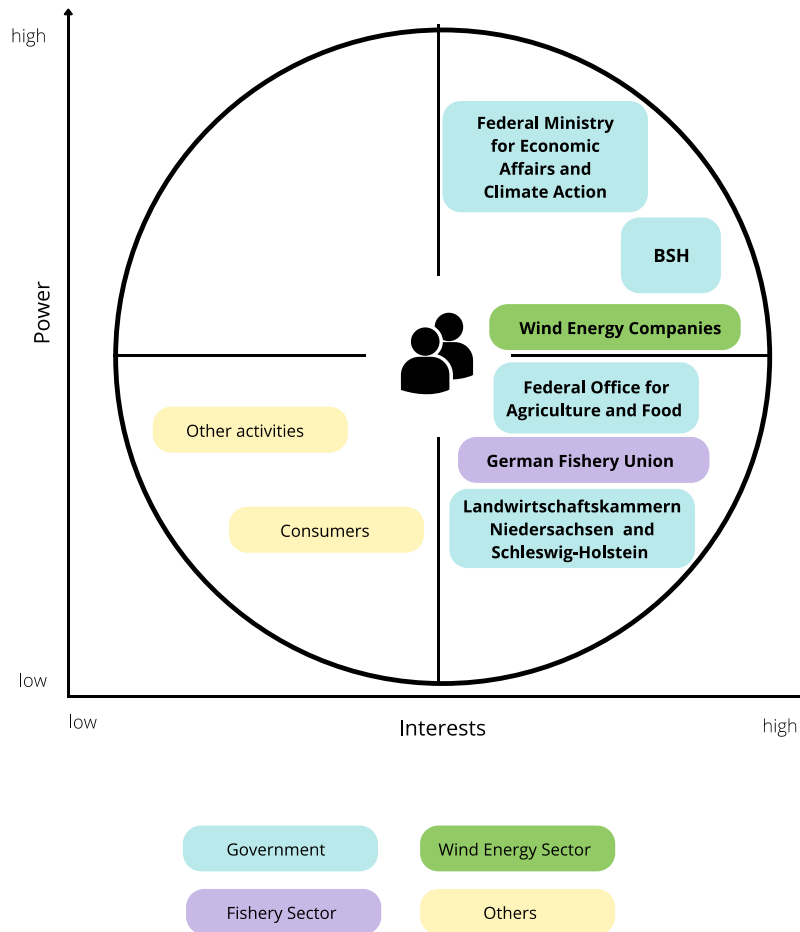 high
Federal Ministry
for Economic
Affairs and
Climate Action
BSH
Power
Wind Energy Companies
Federal Office for
Agriculture and Food
Other activities
German Fishery Union
Landwirtschaftskammern
Niedersachsen and
Schleswig-Holstein
Consumers
low
low
Interests
high
Government
Wind Energy Sector
Fishery Sector
Others